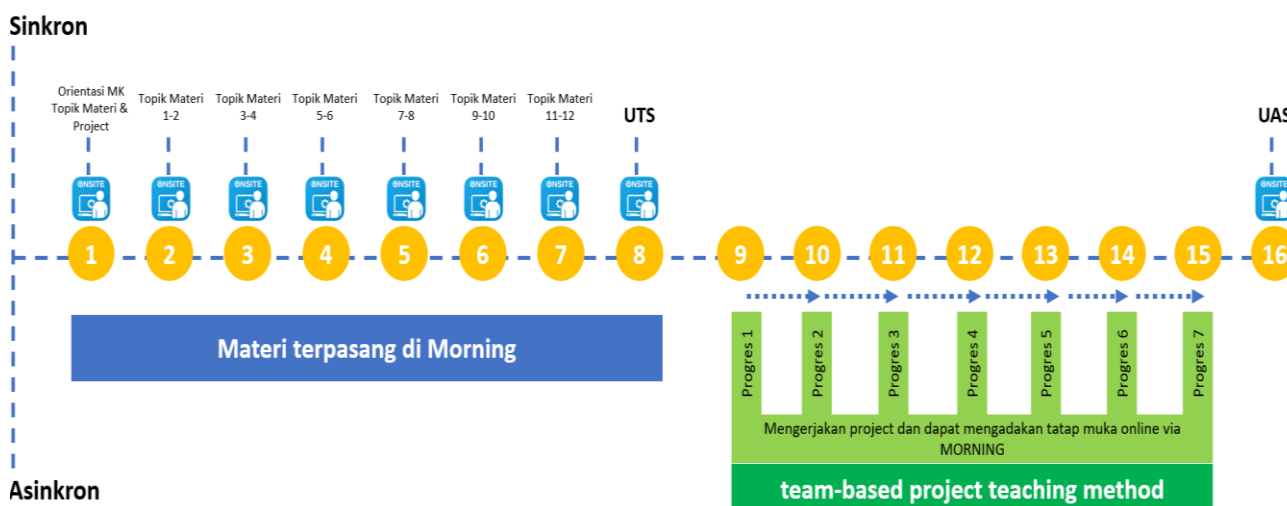 Sinkron
Orientasi MK
Topik Materi &
Project
Topik Materi
1-2
Topik Materi
3-4
Topik Materi
5-6
Topik Materi
7-8
Topik Materi
9-10
Topik Materi
11-12
UTS
UAS
ONSITE
ONSITE
ONSITE
ONSITE
ONSITE
ONSITE
ONSITE
ONSITE
ONSITE
1
2
3
4
5
6
7
8
9
10
11
12
13
14
15
16
Materi terpasang di Morning
Progres 1
Progres 2
Progres 3
Progres 4
Progres 5
Progres 6
Progres 7
Mengerjakan project dan dapat mengadakan tatap muka online via
MORNING
team-based project teaching method
Asinkron